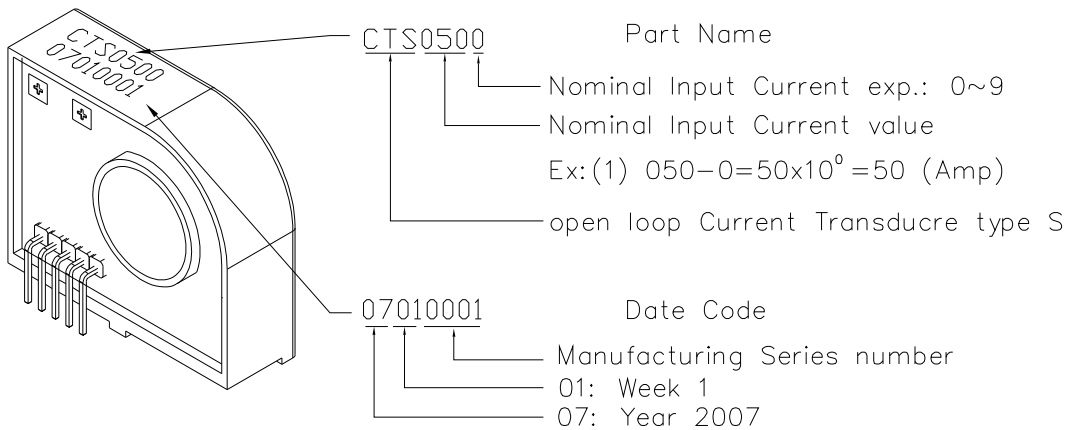 CTS0500
07010001
CTS0500 Part Name
Nominal Input Current exp.: 0~9
Nominal Input Current value
Ex:(1) 050-0=50x10⁰=50 (Amp)
open loop Current Transducre type S
07010001 Date Code
Manufacturing Series number
01: Week 1
07: Year 2007